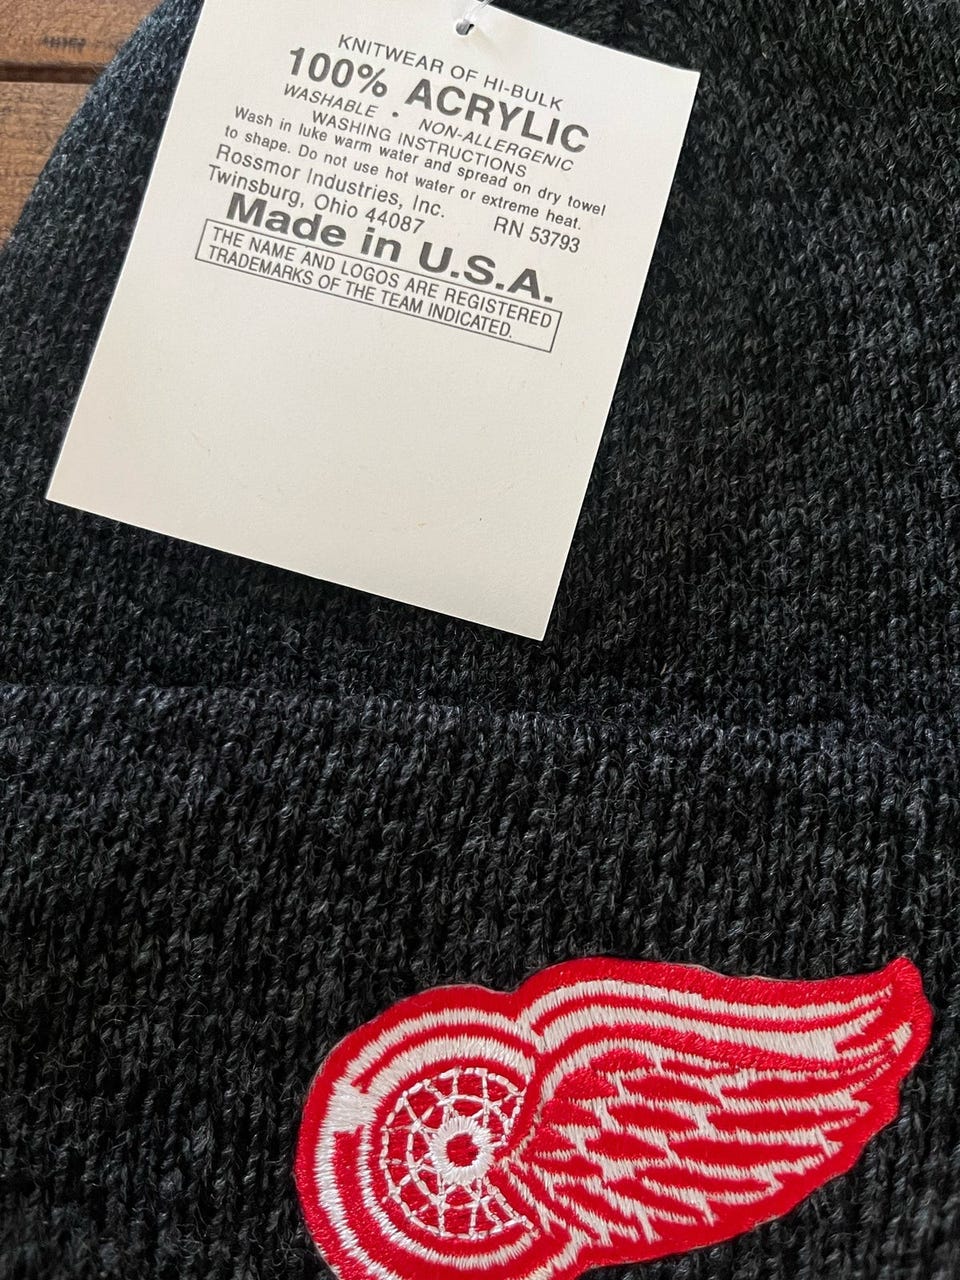 KNITWEAR OF HI-BULK
100% ACRYLIC
WASHABLE • NON-ALLERGENIC
WASHING INSTRUCTIONS
Wash in luke warm water and spread on dry towel
to shape. Do not use hot water or extreme heat.
Rossmor Industries, Inc.
Twinsburg, Ohio 44087 RN 53793
Made in U.S.A.
THE NAME AND LOGOS ARE REGISTERED
TRADEMARKS OF THE TEAM INDICATED.